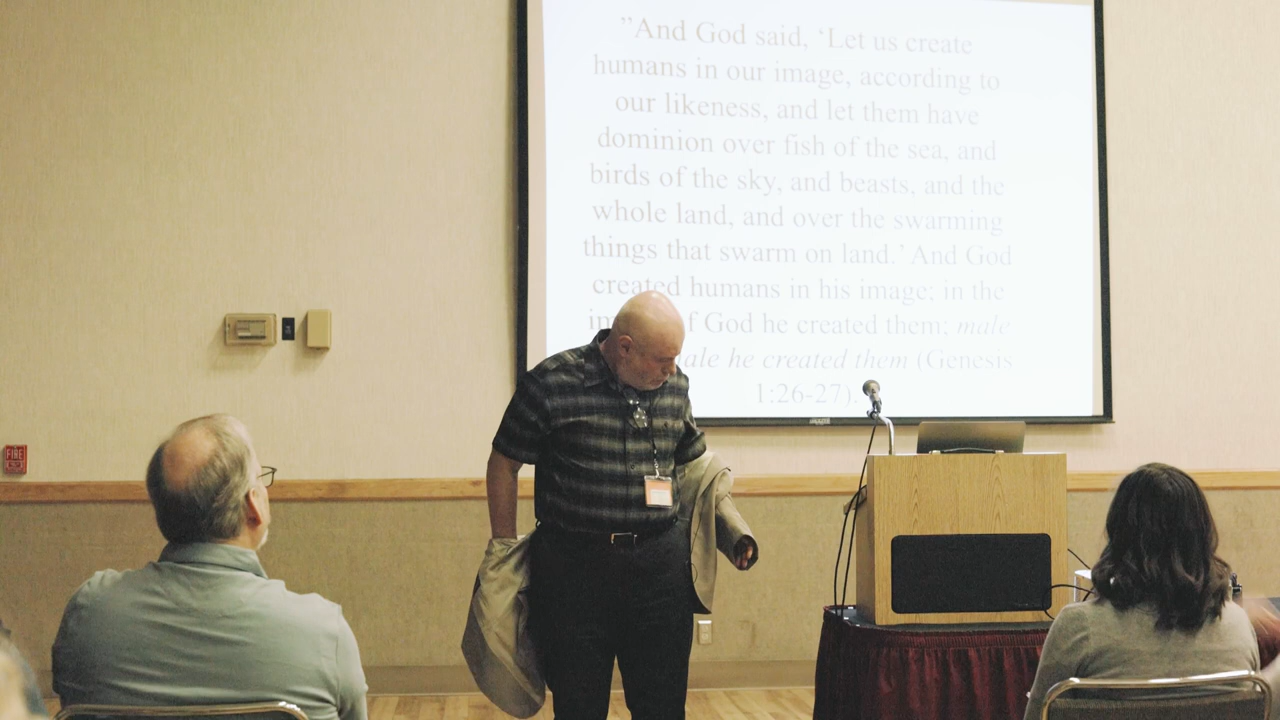 ”And God said, ‘Let us create
humans in our image, according to
our likeness, and let them have
dominion over fish of the sea, and
birds of the sky, and beasts, and the
whole land, and over the swarming
things that swarm on land.’ And God
created humans in his image; in the
of God he created them; male
he created them (Genesis
1:26-27).
FIRE